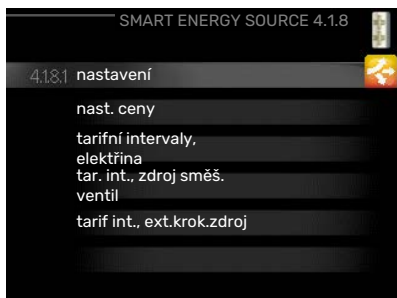 SMART ENERGY SOURCE 4.1.8
4.1.8.1 nastavení
nast. ceny
tarifní intervaly,
elektřina
tar. int., zdroj směš.
ventil
tarif int., ext.krok.zdroj